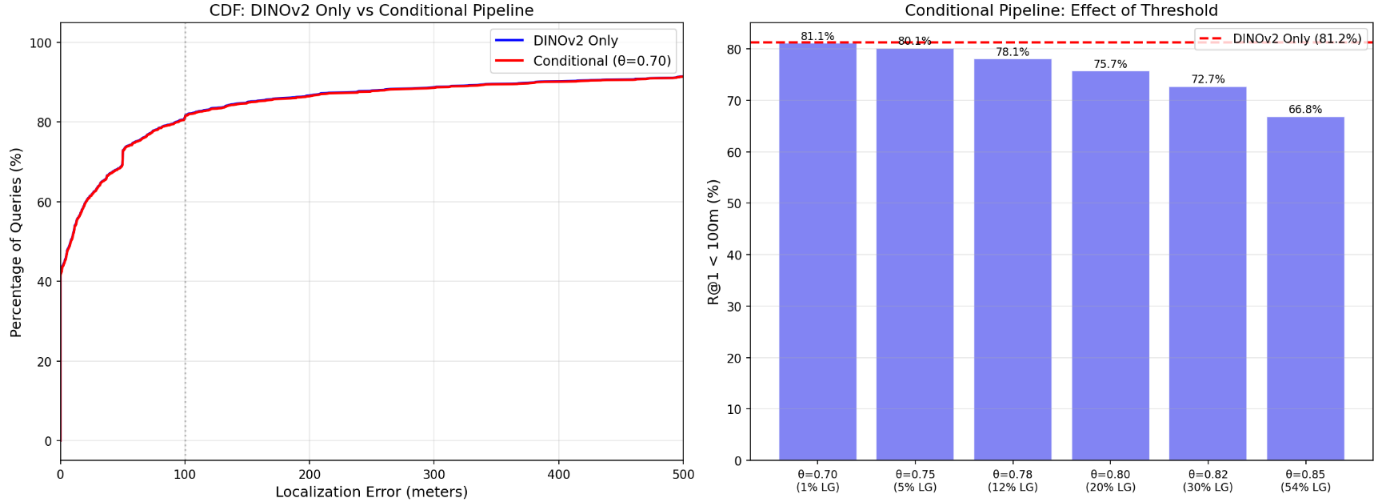 CDF: DINOv2 Only vs Conditional Pipeline
Percentage of Queries (%)
100
80
60
40
20
0
DINOv2 Only
Conditional (θ=0.70)
0
100
200
300
400
500
Localization Error (meters)
Conditional Pipeline: Effect of Threshold
R@1 < 100m (%)
80
70
60
50
40
30
20
10
0
DINOv2 Only (81.2%)
81.1%
80.1%
78.1%
75.7%
72.7%
66.8%
θ=0.70
(1% LG)
θ=0.75
(5% LG)
θ=0.78
(12% LG)
θ=0.80
(20% LG)
θ=0.82
(30% LG)
θ=0.85
(54% LG)